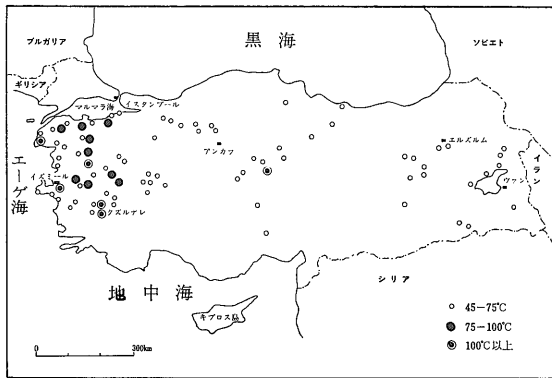 黒海
ブルガリア
ソビエト
ギリシア
マルマラ海
イスタンブール
アンカラ
エルズルム
イラン
ヴァン
エーゲ海
イズミール
クズルデレ
地中海
シリア
キプロス島
45-75℃
75-100℃
100℃以上
0
300km